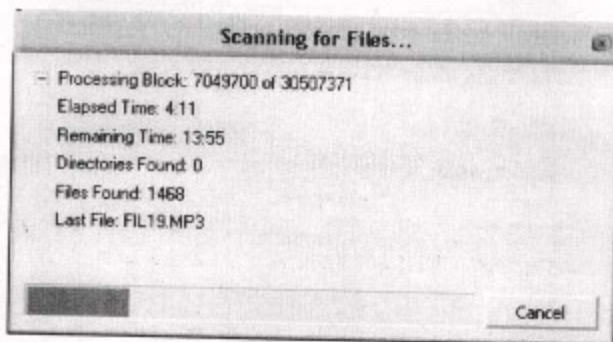 Scanning for Files...
Processing Block: 7049700 of 30507371
Elapsed Time: 4:11
Remaining Time: 13:55
Directories Found: 0
Files Found: 1468
Last File: FIL19.MP3
Cancel